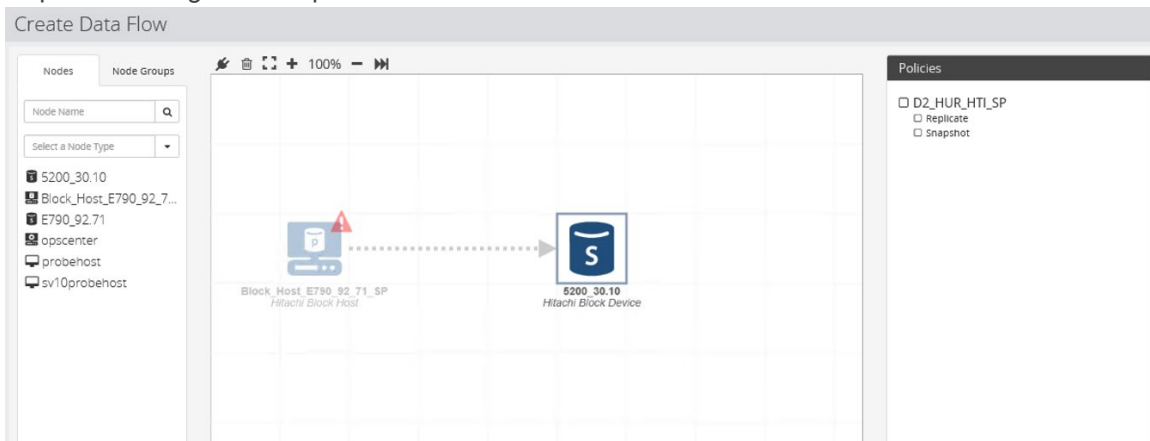 Create Data Flow
Nodes
Node Groups
100%
Node Name
Select a Node Type
5200_30.10
Block_Host_E790_92_7...
E790_92.71
opscenter
probehost
sv10probehost
P
Block_Host_E790_92_71_SP
Hitachi Block Host
S
5200_30.10
Hitachi Block Device
Policies
D2_HUR_HTI_SP
Replicate
Snapshot